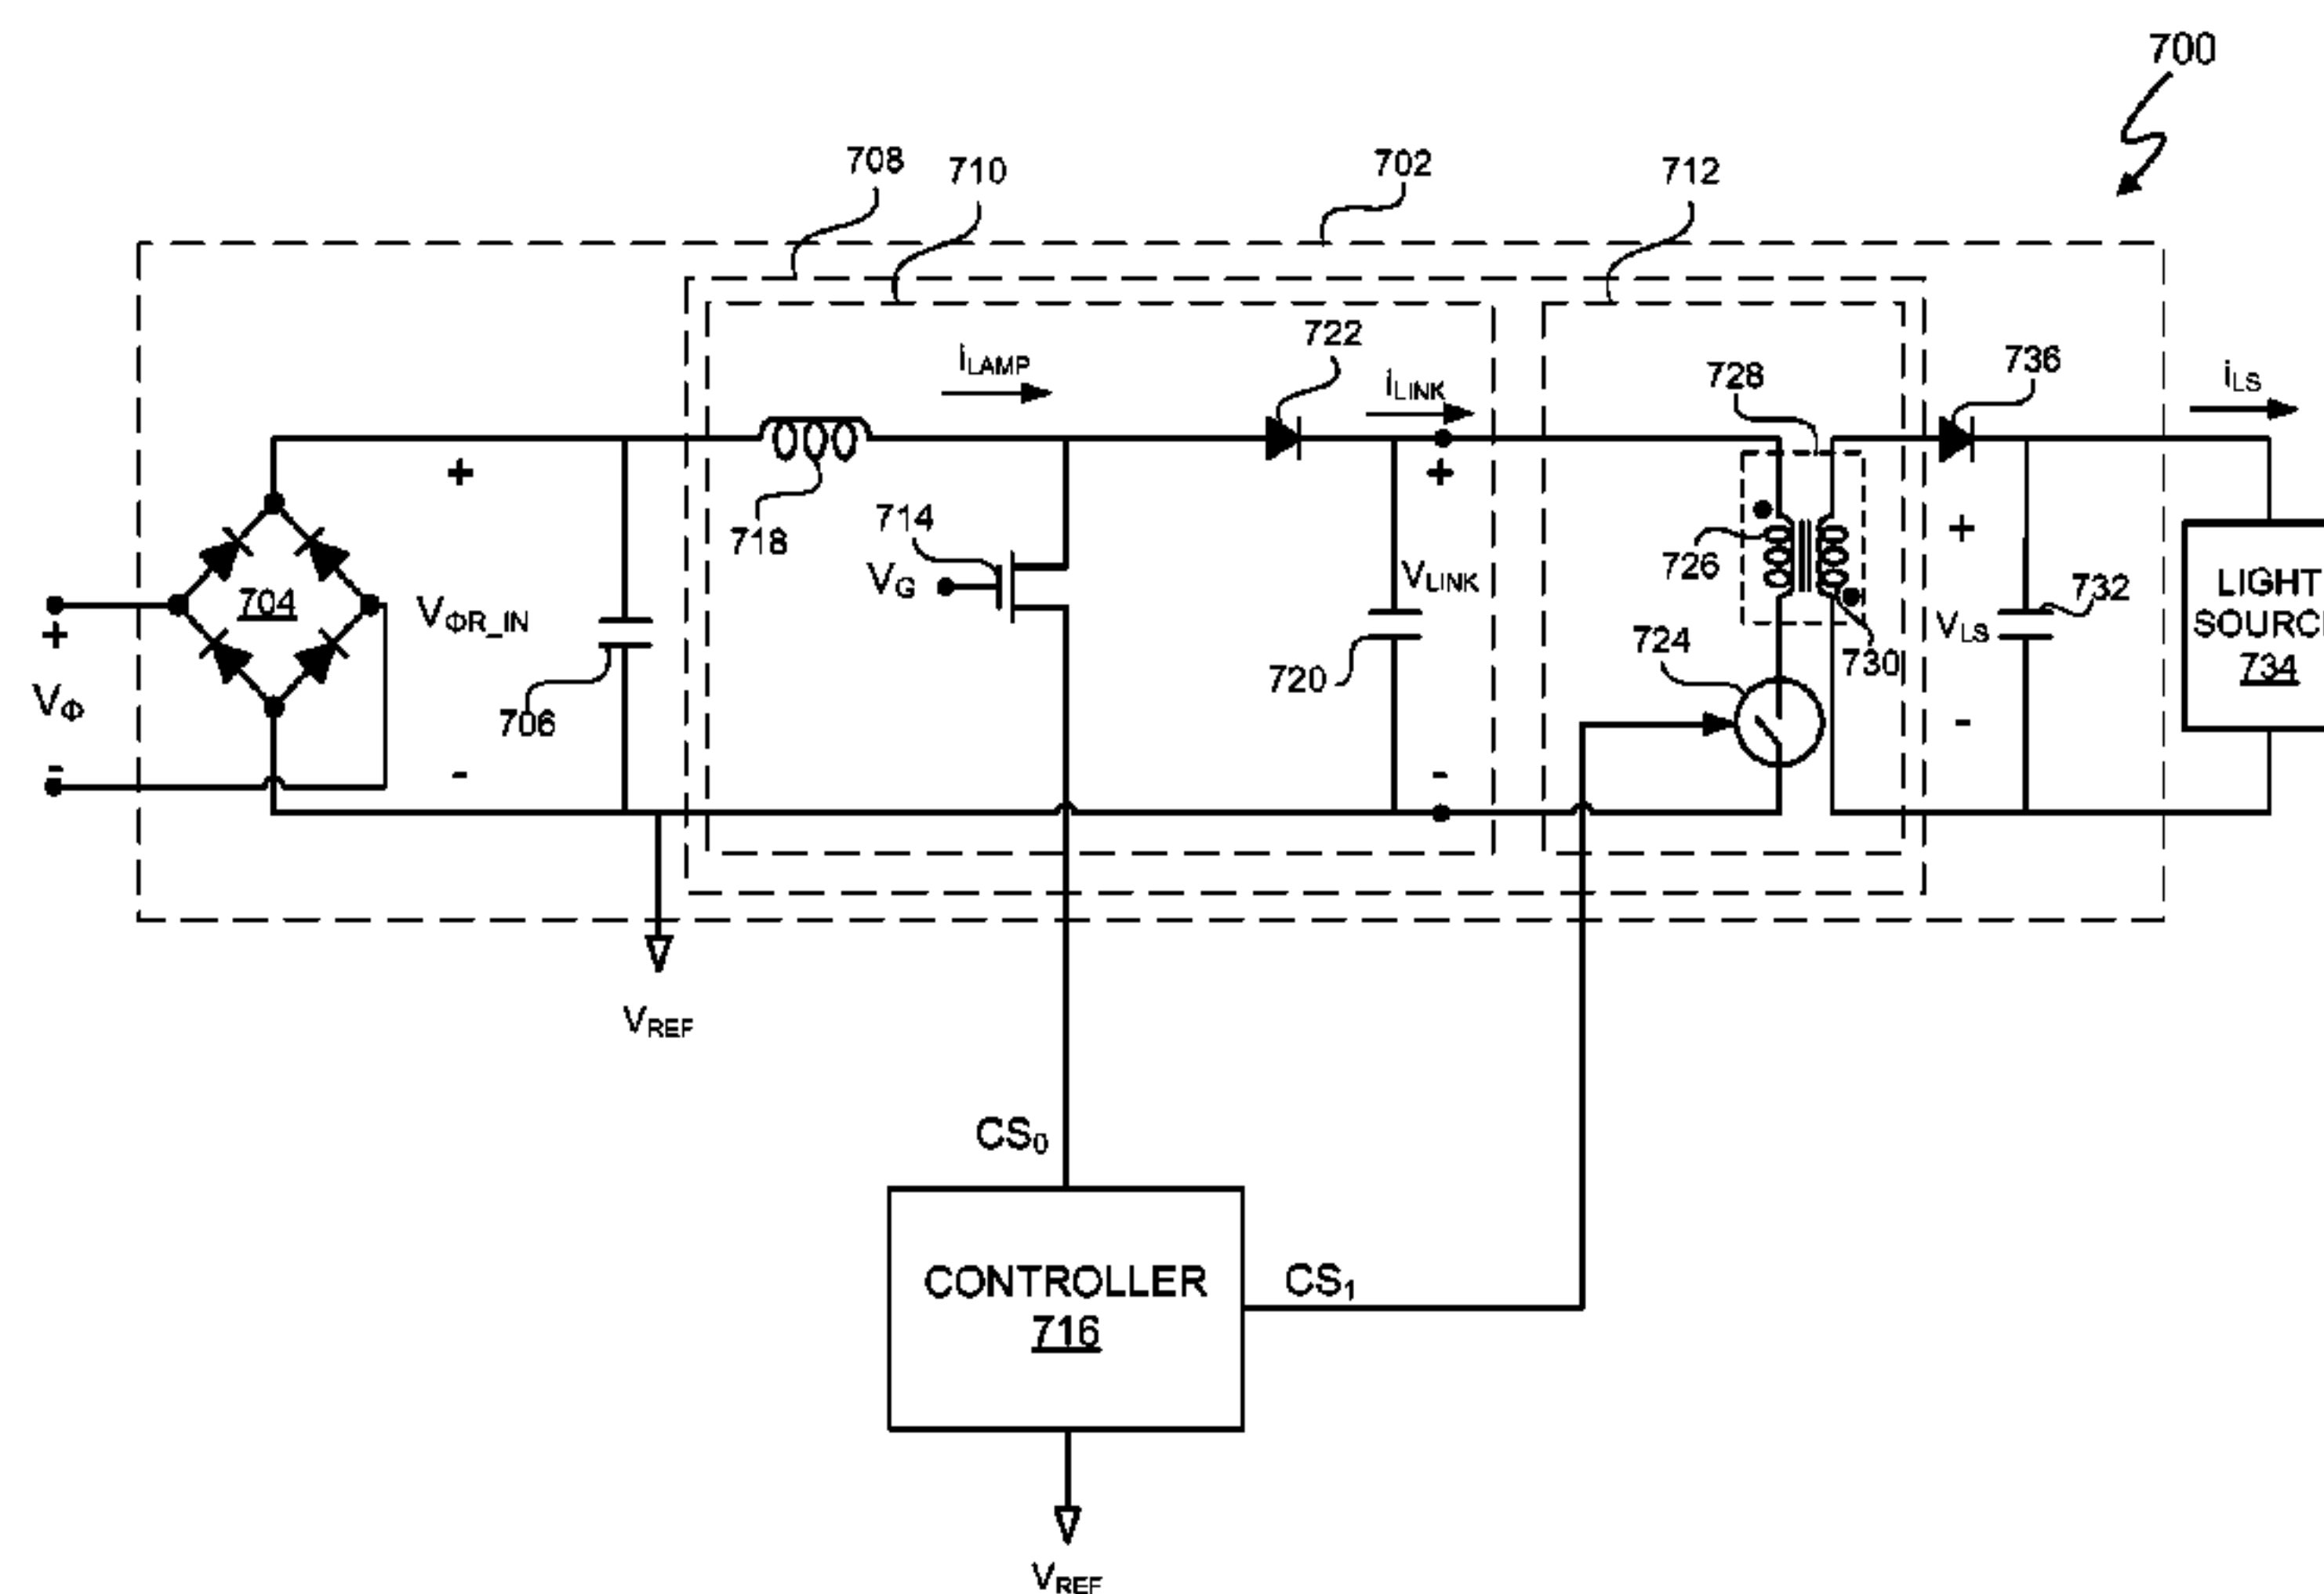 700
708
710
702
712
722
736
iLAMP
iLINK
728
iLS
+
+
718
714
VG
726
+
704
VΦR_IN
VLINK
732
LIGHT
+
VLS
724
730
734
720
VΦ
706
-
-
-
-
VREF
CS0
CONTROLLER
CS1
716
VREF